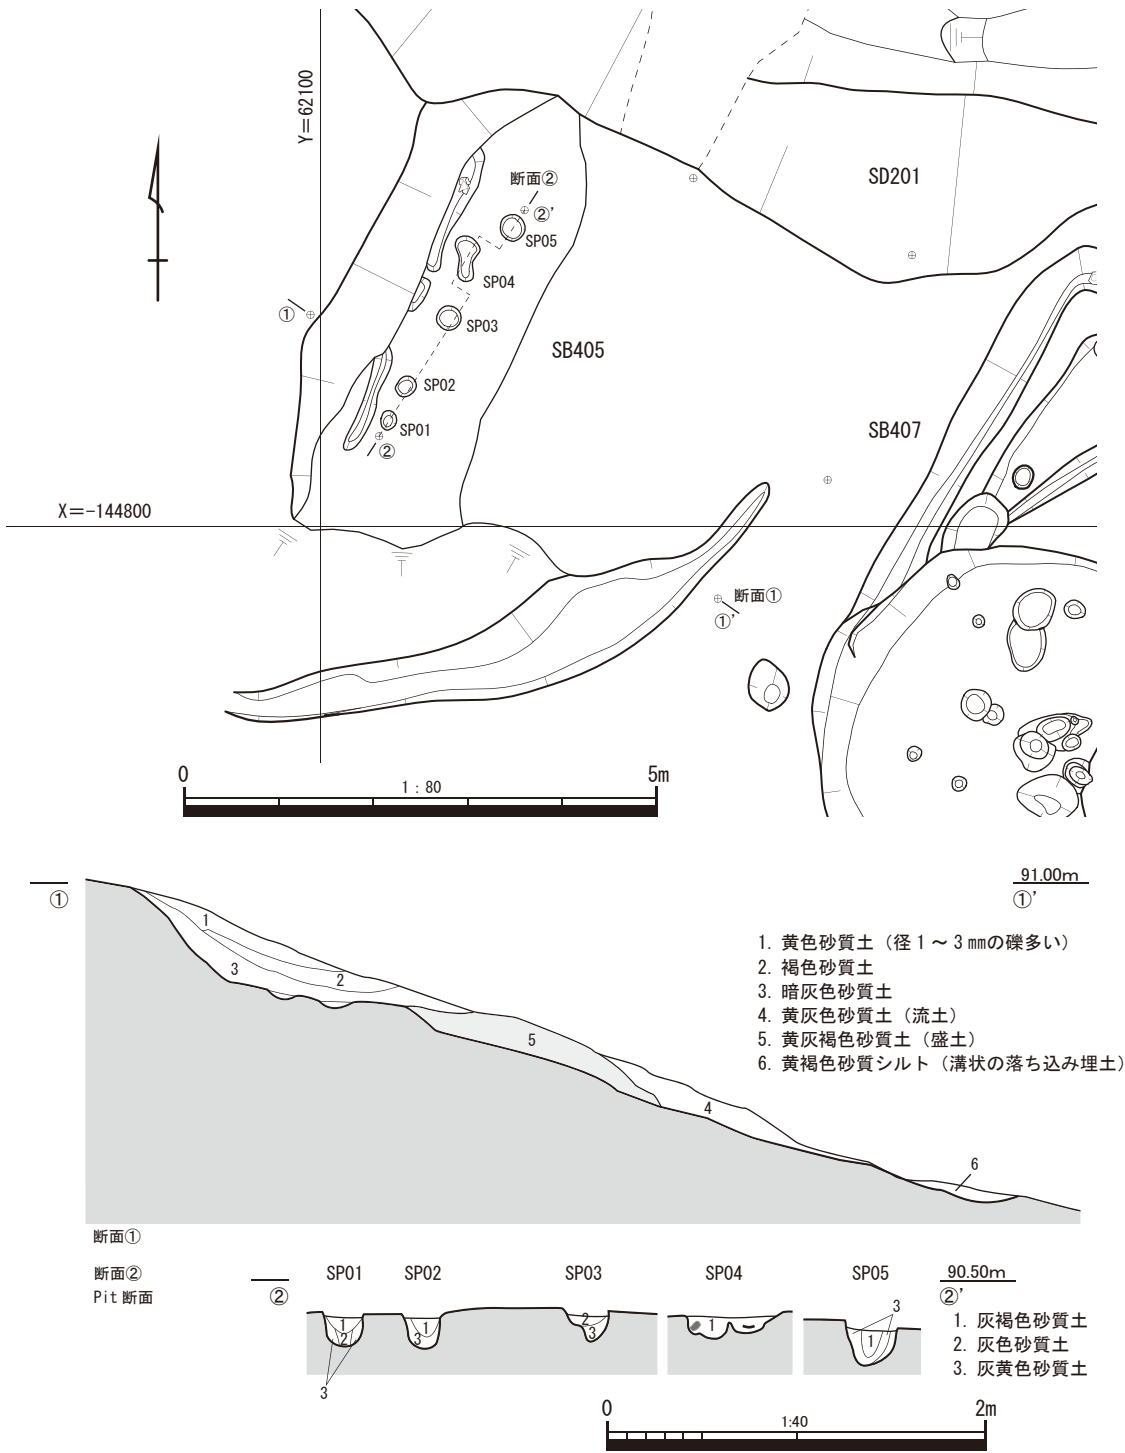 Y=62100
断面②
②'
SP05
SD201
SP04
①
SP03
SB405
SP02
SP01
②
SB407
X=-144800
断面①
①'
0
5m
1:80
①
91.00m
①'
1
2
3
5
4
6
1. 黄色砂質土（径1～3㎜の礫多い）
2. 褐色砂質土
3. 暗灰色砂質土
4. 黄灰色砂質土（流土）
5. 黄灰褐色砂質土（盛土）
6. 黄褐色砂質シルト（溝状の落ち込み埋土）
断面①
断面②
Pit 断面
②
SP01
SP02
SP03
SP04
SP05
90.50m
②'
1
2
3
1
3
2
3
1
3
1
1. 灰褐色砂質土
2. 灰色砂質土
3. 灰黄色砂質土
0
2m
1:40